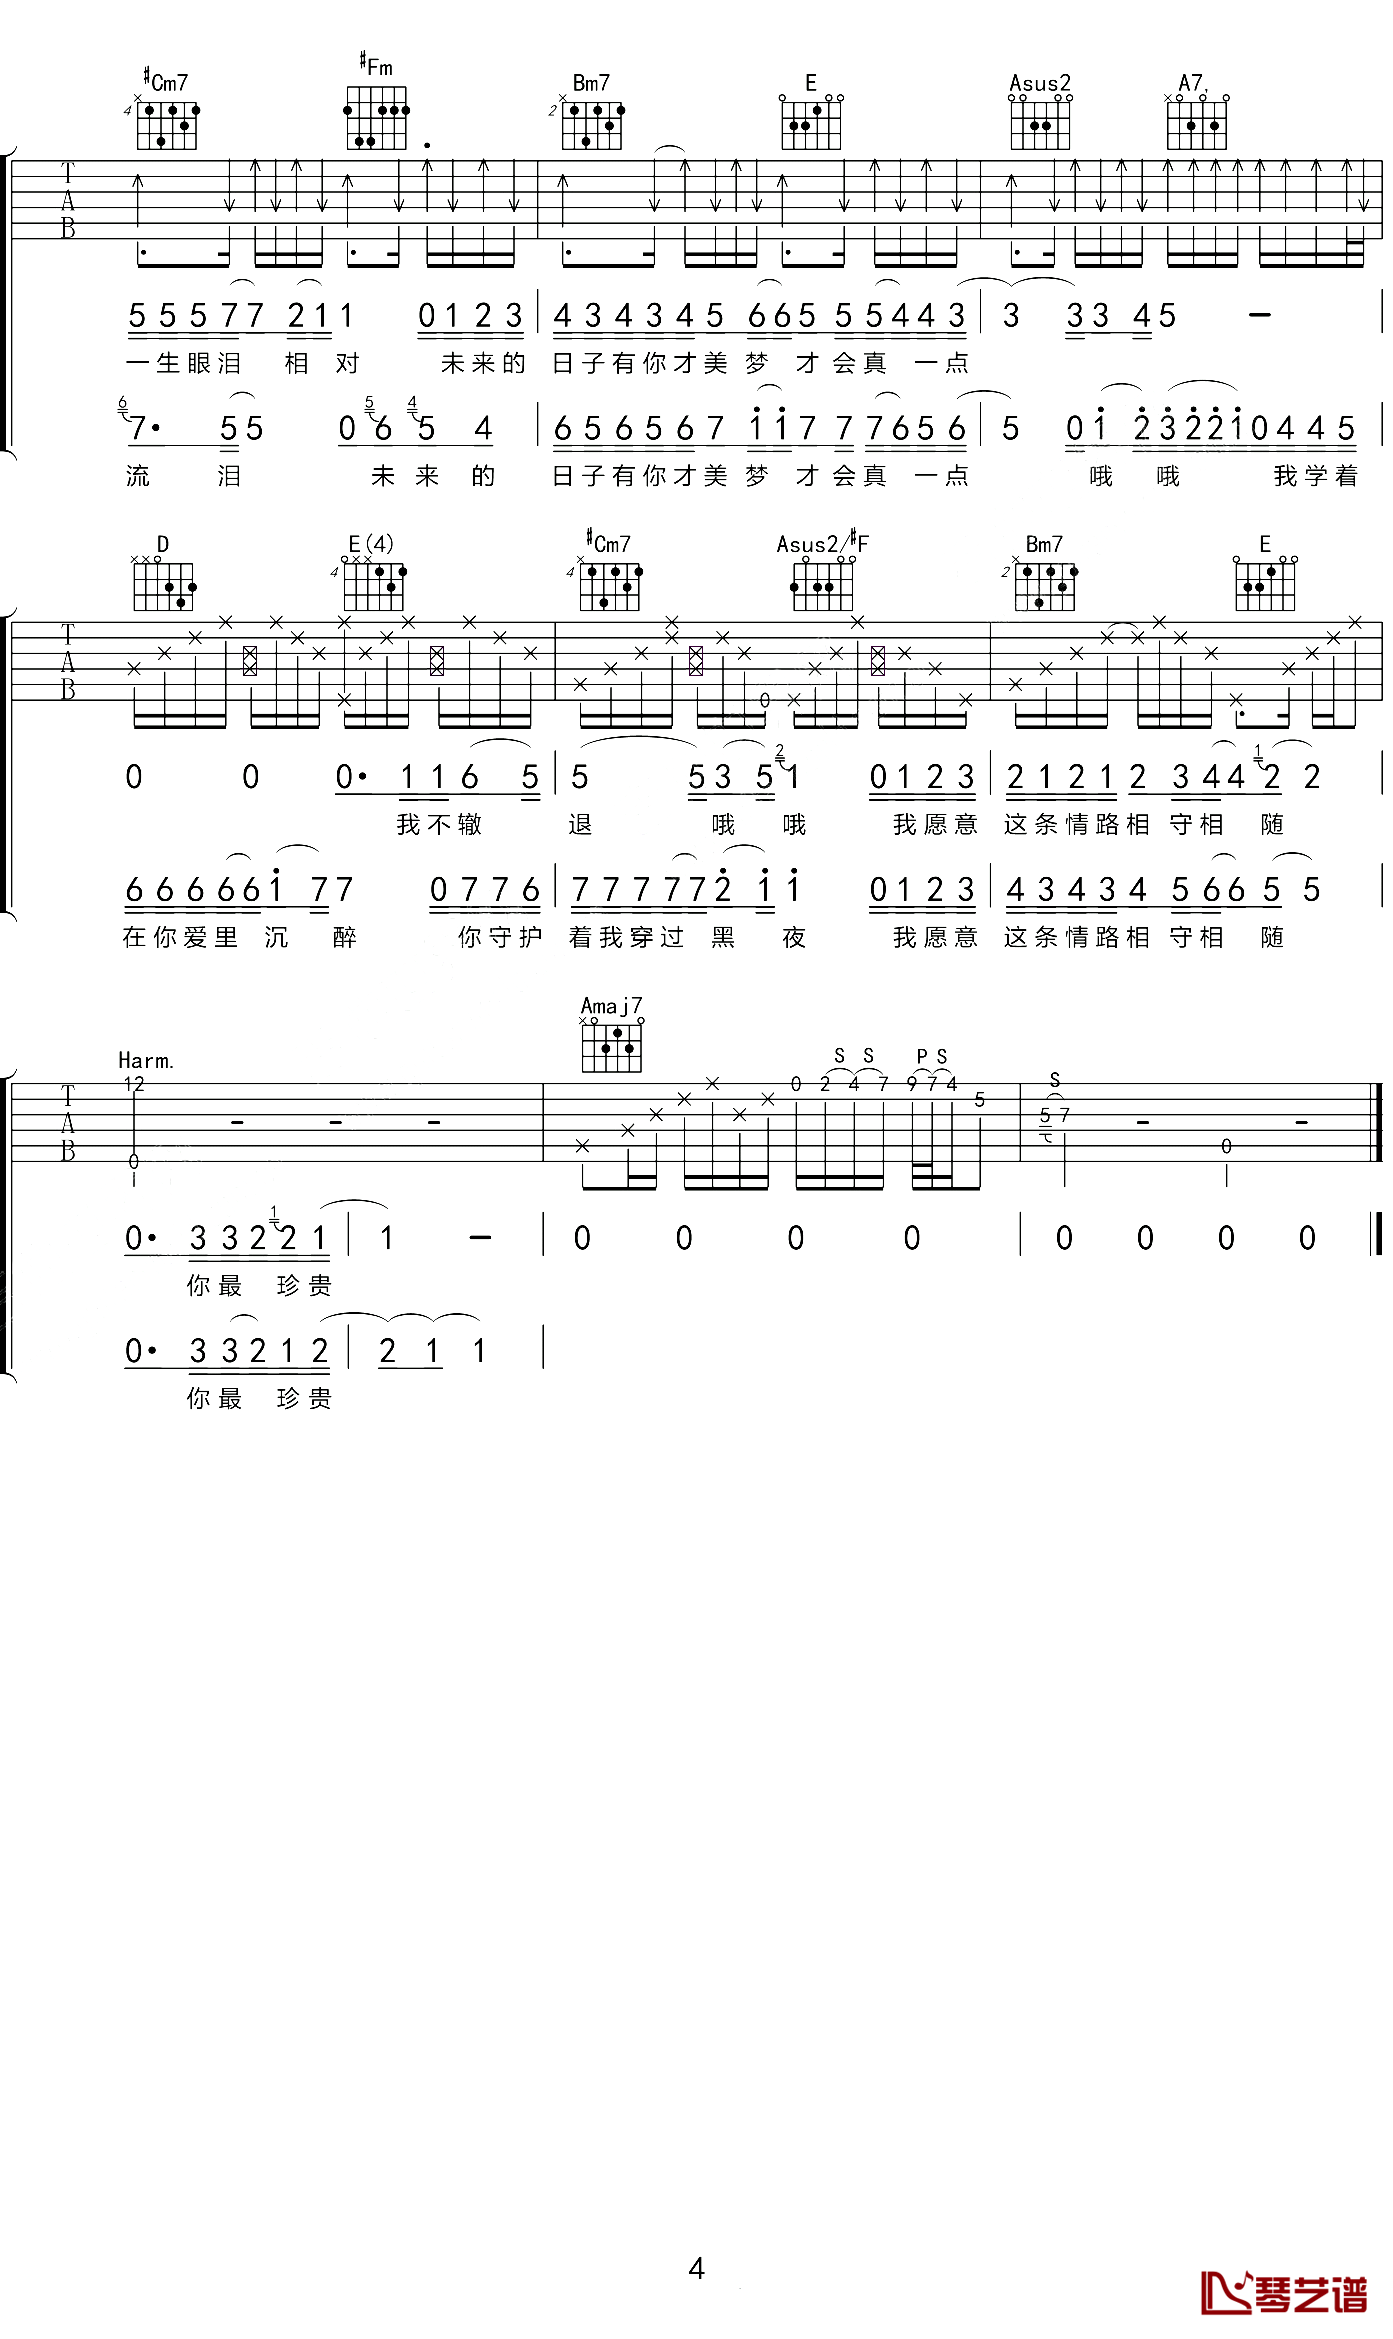 ♯Cm7 ♯Fm Bm7 E Asus2 A7,
4 2
T
A
B
5 5 5 7 7 2 1 1 0 1 2 3 4 3 4 3 4 5 6 6 5 5 5 4 4 3 3 3 3 4 5 –
一生眼泪 相 对 未来的 日子有你才美梦 才会真 一点
6 7· 5 5 0 5 6 4 5 4 6 5 6 5 6 7 1 1 7 7 7 6 5 6 5 0 1 2 3 2 2 1 0 4 4 5
流 泪 未 来 的 日子有你才美梦 才会真 一点 哦 哦 我学着
D E(4) ♯Cm7 Asus2/♯F Bm7 E
4 4 2
T
A
B
0
0 0 0· 1 1 6 5 5 5 3 5 2 1 0 1 2 3 2 1 2 1 2 3 4 4 1 2 2
我不辙 退 哦 哦 我愿意 这条情路相 守相 随
6 6 6 6 6 1 7 7 0 7 7 6 7 7 7 7 7 2 1 1 0 1 2 3 4 3 4 3 4 5 6 6 5 5
在你爱里 沉 醉 你守护 着我穿过 黑 夜 我愿意 这条情路相 守相 随
Amaj7
Harm.
S S P S S
T
A
B
12 0 – – – 0 2 4 7 9 7 4 5 5 7 – 0 –
0· 3 3 2 1 2 1 1 – 0 0 0 0 0 0 0 0
你最 珍贵
0· 3 3 2 1 2 2 1 1
你最 珍贵
4
琴艺谱